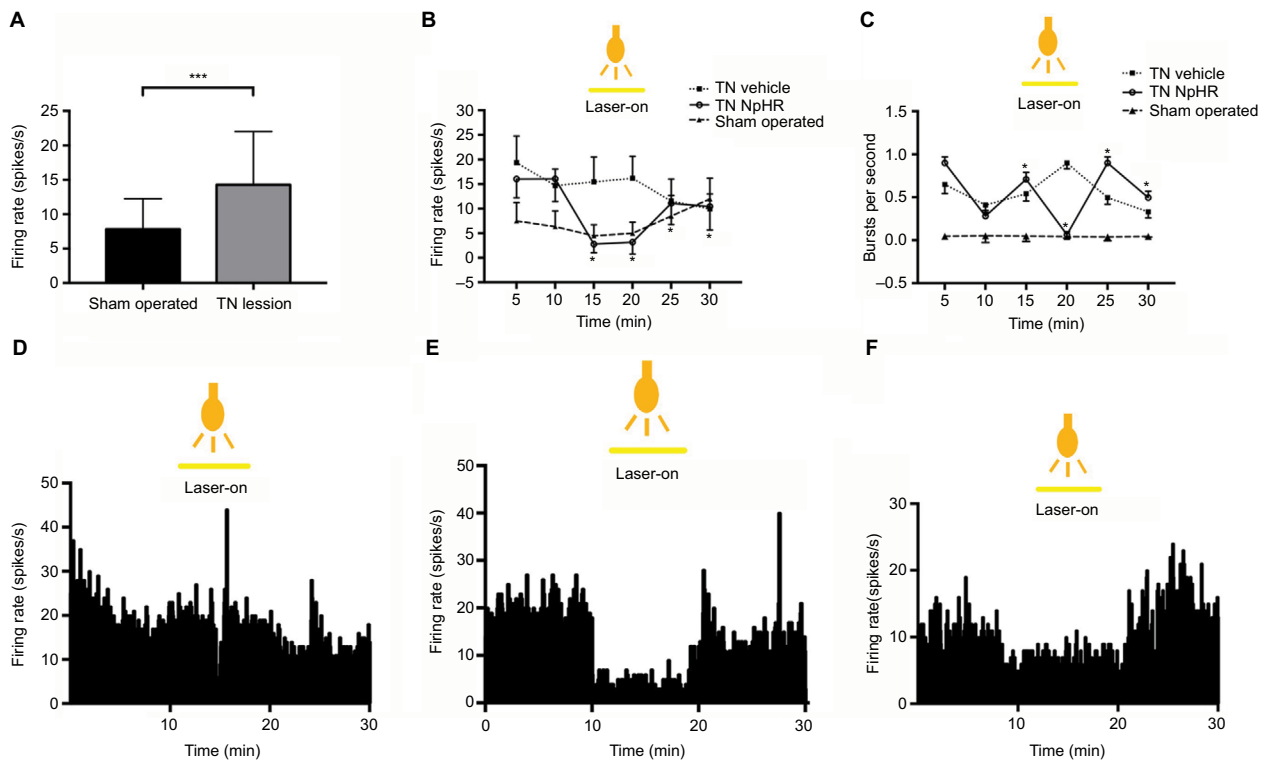 A
***
Firing rate (spikes/s)
25
20
15
10
5
0
Sham operated
TN lession
B
Laser-on
TN vehicle
TN NpHR
Sham operated
Firing rate (spikes/s)
30
25
20
15
10
5
0
–5
*
*
*
*
5 10 15 20 25 30
Time (min)
C
Laser-on
TN vehicle
TN NpHR
Sham operated
Bursts per second
1.5
1.0
0.5
0.0
–0.5
*
*
*
*
5 10 15 20 25 30
Time (min)
D
Laser-on
Firing rate (spikes/s)
50
40
30
20
10
0
10 20 30
Time (min)
E
Laser-on
Firing rate (spikes/s)
50
40
30
20
10
0
0 10 20 30
Time (min)
F
Laser-on
Firing rate(spikes/s)
30
20
10
0
10 20 30
Time (min)